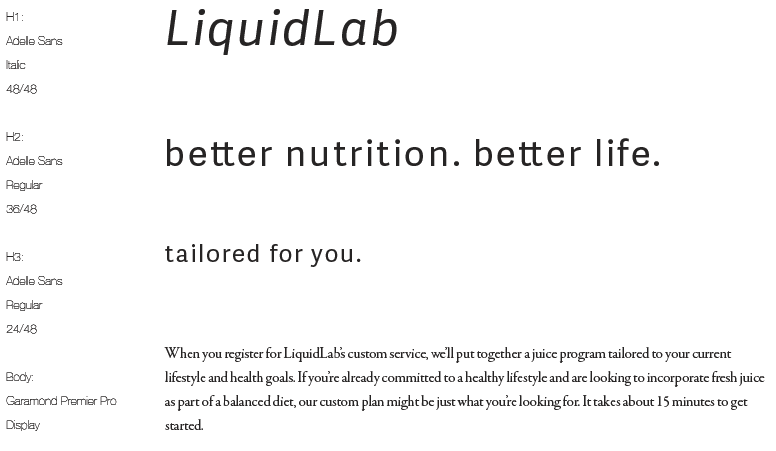 H1:
Adelle Sans
Italic
48/48
LiquidLab
H2:
Adelle Sans
Regular
36/48
better nutrition. better life.
H3:
Adelle Sans
Regular
24/48
tailored for you.
Body:
Garamond Premier Pro
Display
When you register for LiquidLab’s custom service, we’ll put together a juice program tailored to your current
lifestyle and health goals. If you’re already committed to a healthy lifestyle and are looking to incorporate fresh juice
as part of a balanced diet, our custom plan might be just what you’re looking for. It takes about 15 minutes to get
started.